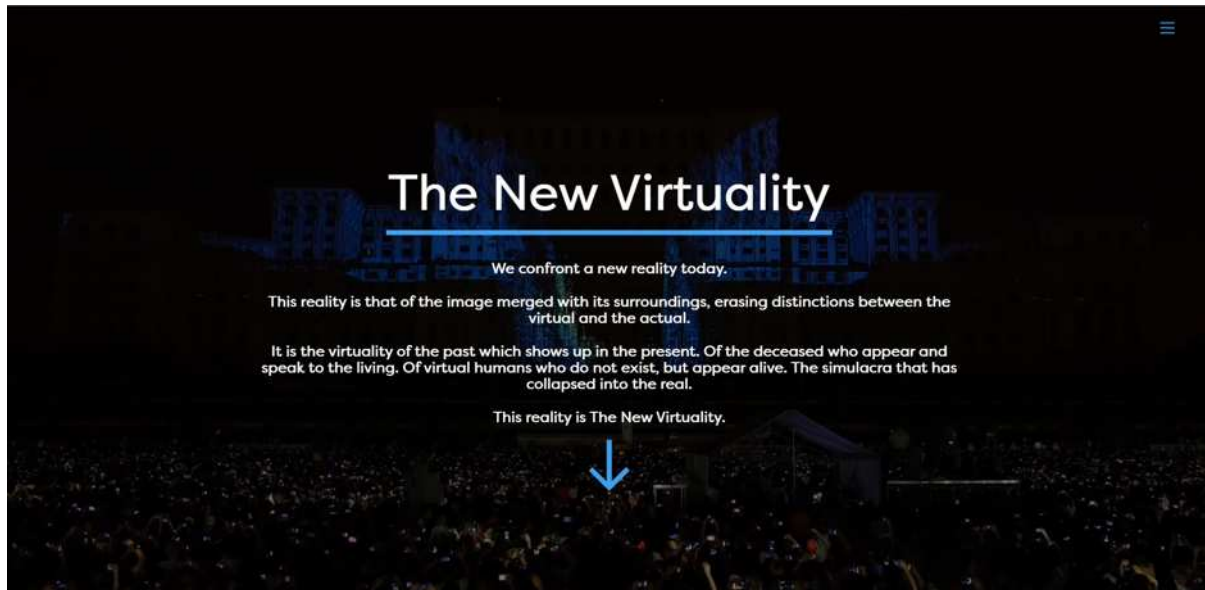 The New Virtuality
We confront a new reality today.
This reality is that of the image merged with its surroundings, erasing distinctions between the
virtual and the actual.
It is the virtuality of the past which shows up in the present. Of the deceased who appear and
speak to the living. Of virtual humans who do not exist, but appear alive. The simulacra that has
collapsed into the real.
This reality is The New Virtuality.